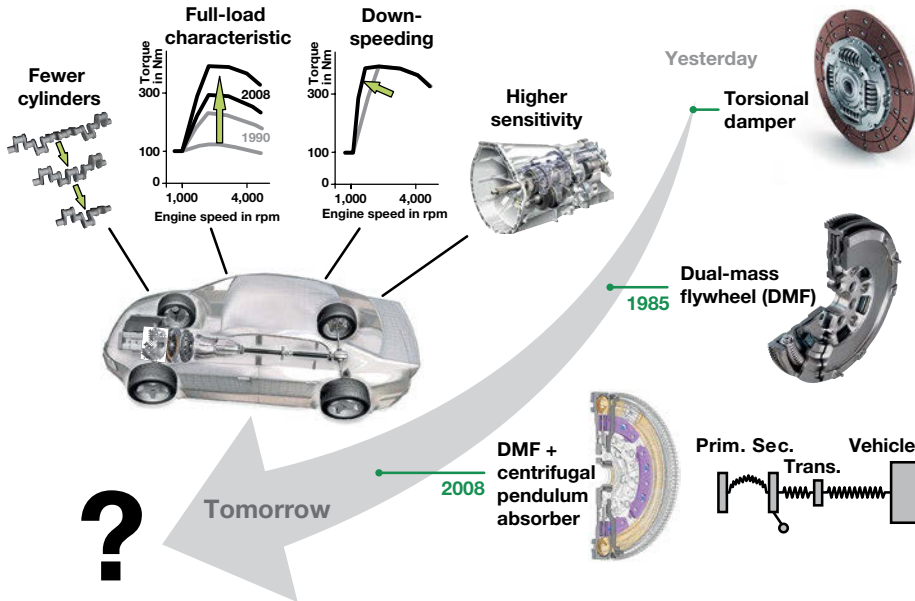 Fewer
cylinders
Full-load
characteristic
Torque
in Nm
300
100
0
2008
1990
1,000
4,000
Engine speed in rpm
Down-
speeding
Torque
in Nm
300
100
0
1,000
4,000
Engine speed in rpm
Higher
sensitivity
Yesterday
Torsional
damper
1985
Dual-mass
flywheel (DMF)
2008
DMF +
centrifugal
pendulum
absorber
Prim. Sec.
Trans.
Vehicle
Tomorrow
?